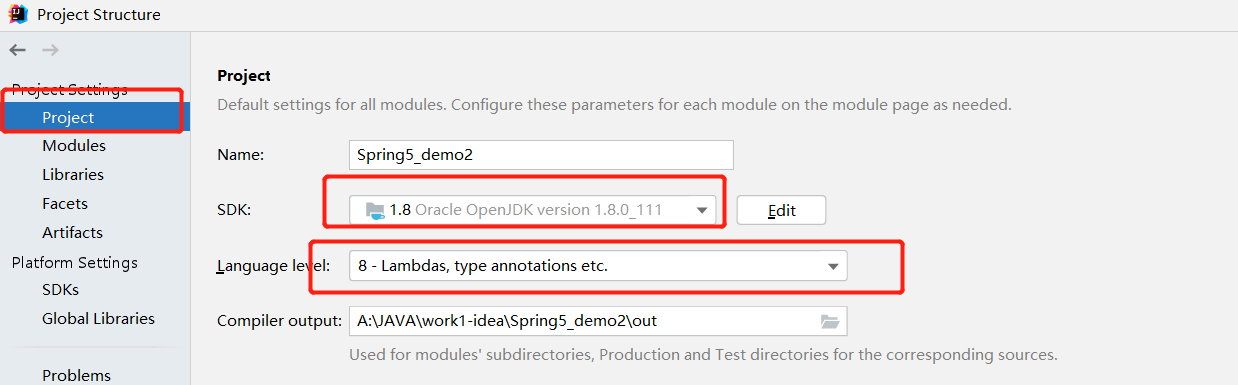 Project Structure
Project Settings
Project
Modules
Libraries
Facets
Artifacts
Platform Settings
SDKs
Global Libraries
Problems
Project
Default settings for all modules. Configure these parameters for each module on the module page as needed.
Name: Spring5_demo2
SDK: 1.8 Oracle OpenJDK version 1.8.0_111 Edit
Language level: 8 - Lambdas, type annotations etc.
Compiler output: A:\JAVA\work1-idea\Spring5_demo2\out
Used for modules' subdirectories, Production and Test directories for the corresponding sources.